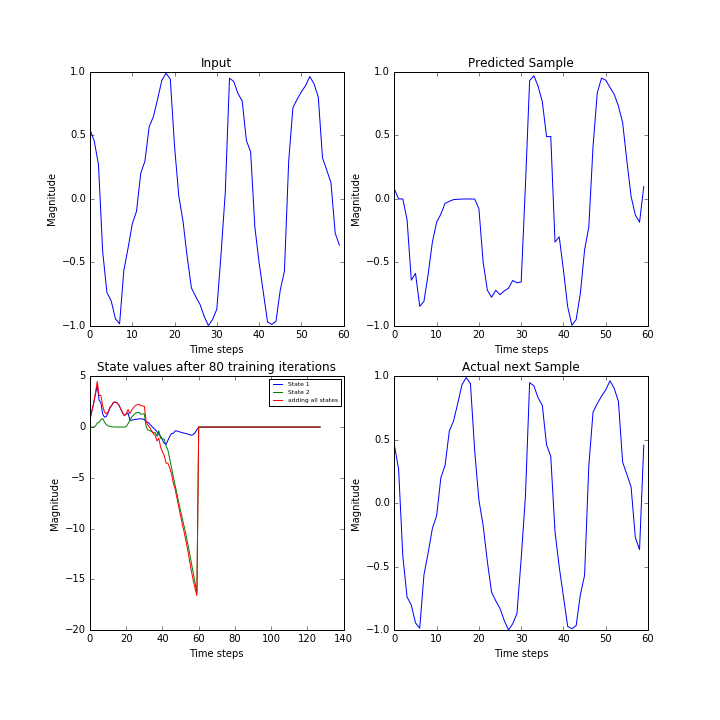 Input
Magnitude
1.0
0.5
0.0
−0.5
−1.0
0 10 20 30 40 50 60
Time steps
Predicted Sample
Magnitude
1.0
0.5
0.0
−0.5
−1.0
0 10 20 30 40 50 60
Time steps
State values after 80 training iterations
Magnitude
5
0
−5
−10
−15
−20
State 1
State 2
adding all states
0 20 40 60 80 100 120 140
Time steps
Actual next Sample
Magnitude
1.0
0.5
0.0
−0.5
−1.0
0 10 20 30 40 50 60
Time steps